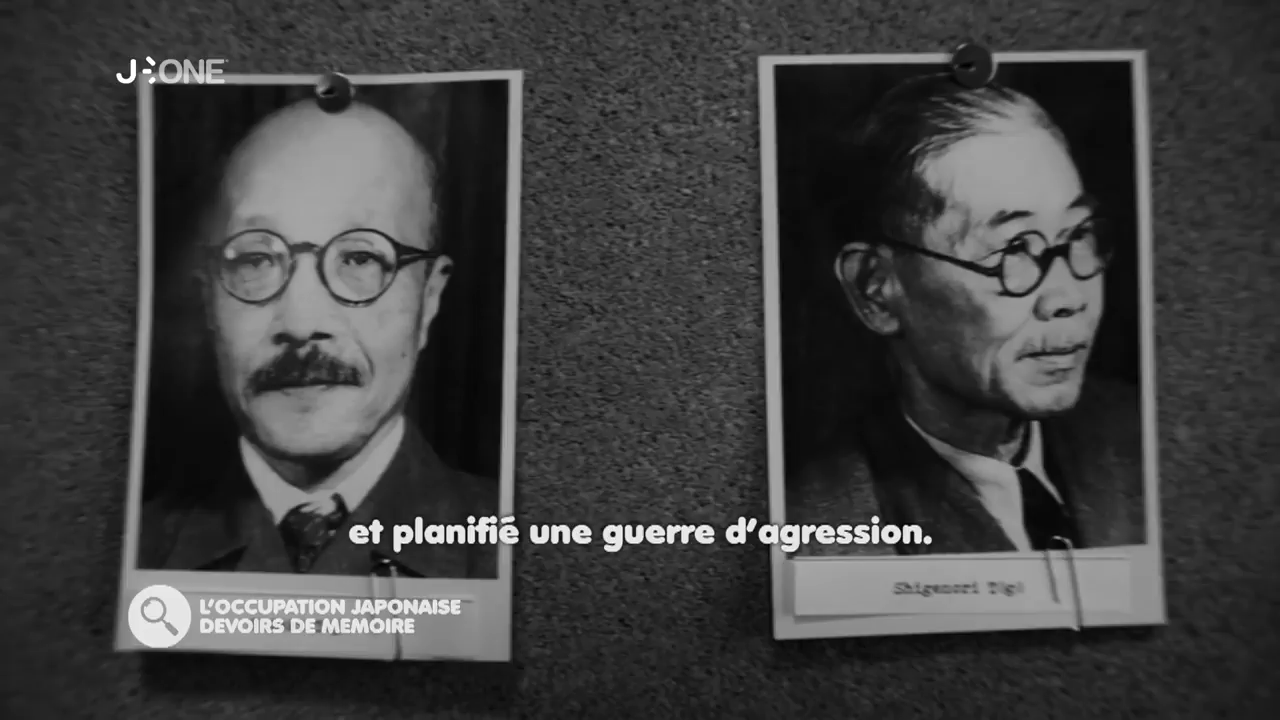 J:ONE
et planifié une guerre d'agression.
Shigenori
L'OCCUPATION JAPONAISE
DEVOIRS DE MEMOIRE